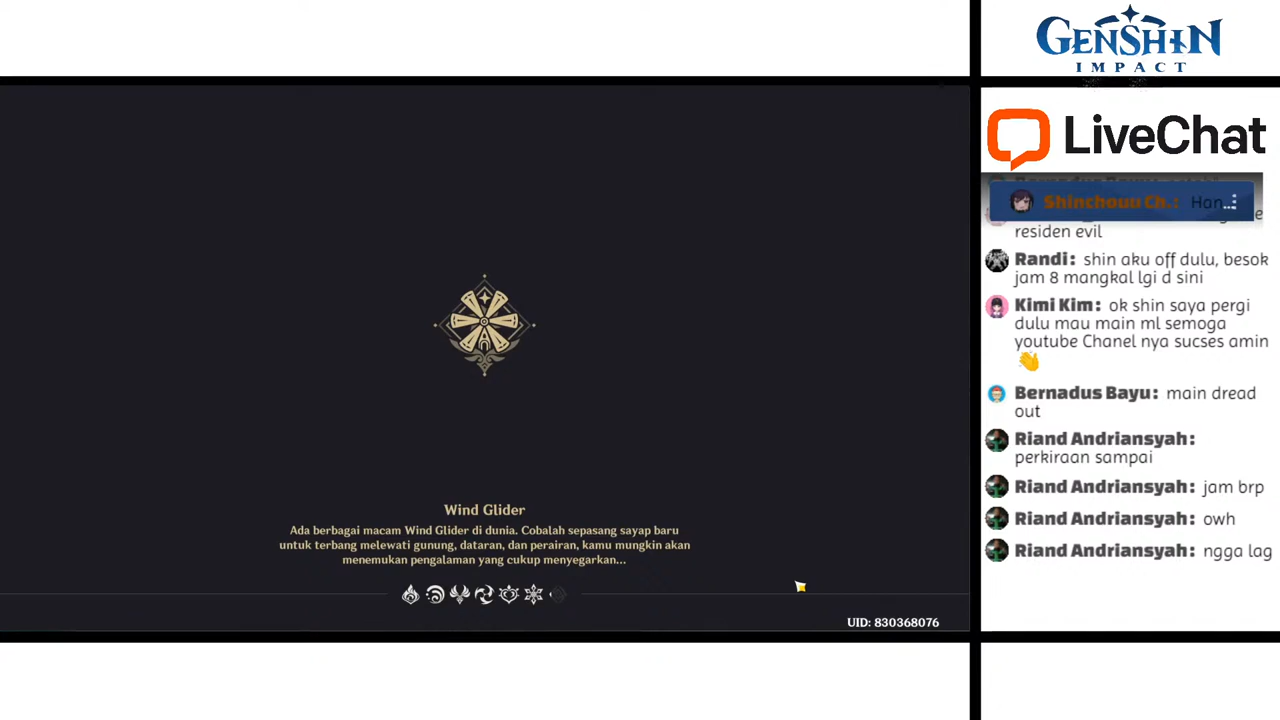 GENSHIN
IMPACT
LiveChat
Shinchouu Ch.: Han...
residen evil
Randi: shin aku off dulu, besok
jam 8 mangkal lgi d sini
Kimi Kim: ok shin saya pergi
dulu mau main ml semoga
youtube Chanel nya sucses amin
Bernadus Bayu: main dread
out
Riand Andriansyah:
perkiraan sampai
Riand Andriansyah: jam brp
Riand Andriansyah: owh
Riand Andriansyah: ngga lag
Wind Glider
Ada berbagai macam Wind Glider di dunia. Cobalah sepasang sayap baru
untuk terbang melewati gunung, dataran, dan perairan, kamu mungkin akan
menemukan pengalaman yang cukup menyegarkan...
UID: 830368076